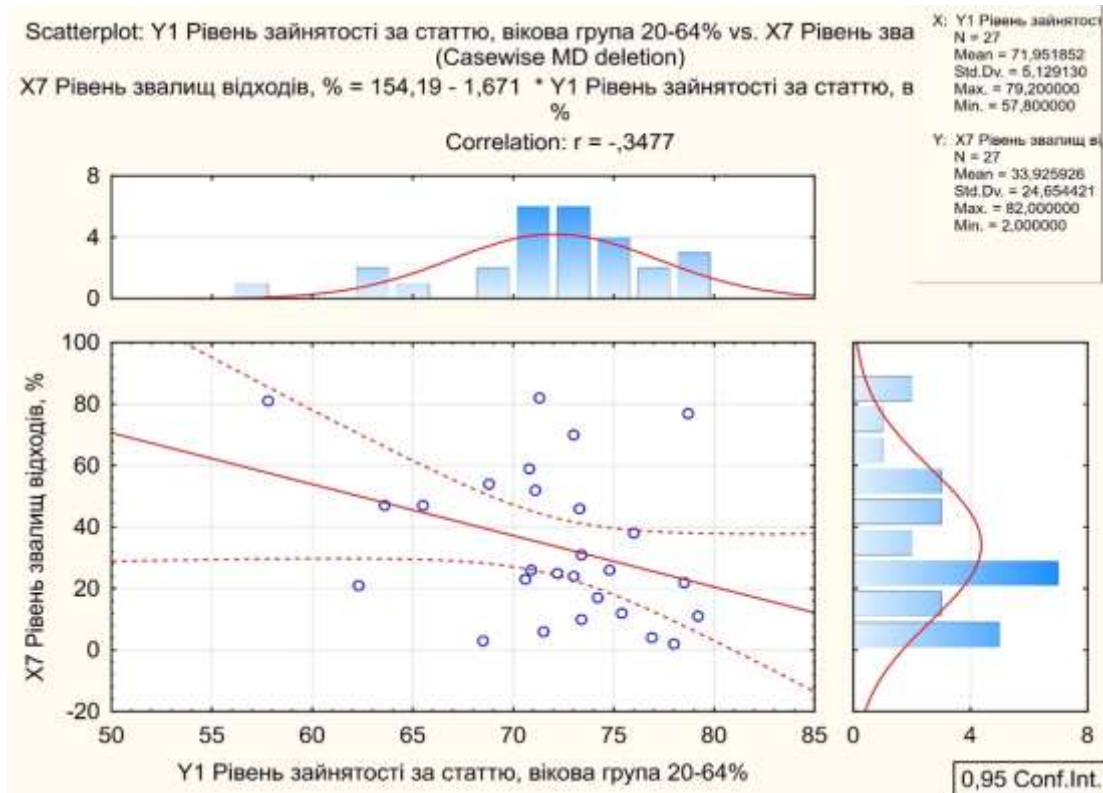 Scatterplot: Y1 Рівень зайнятості за статтю, вікова група 20-64% vs. X7 Рівень зва
(Casewise MD deletion)
X7 Рівень звалищ відходів, % = 154,19 - 1,671 * Y1 Рівень зайнятості за статтю, в
%
Correlation: r = -,3477
X: Y1 Рівень зайнятост
N = 27
Mean = 71,951852
Std.Dv. = 5,129130
Max. = 79,200000
Min. = 57,800000
Y: X7 Рівень звалищ ві
N = 27
Mean = 33,925926
Std.Dv. = 24,654421
Max. = 82,000000
Min. = 2,000000
8
4
0
100
80
60
40
20
0
-20
X7 Рівень звалищ відходів, %
50 55 60 65 70 75 80 85
0 4 8
Y1 Рівень зайнятості за статтю, вікова група 20-64%
0,95 Conf.Int.